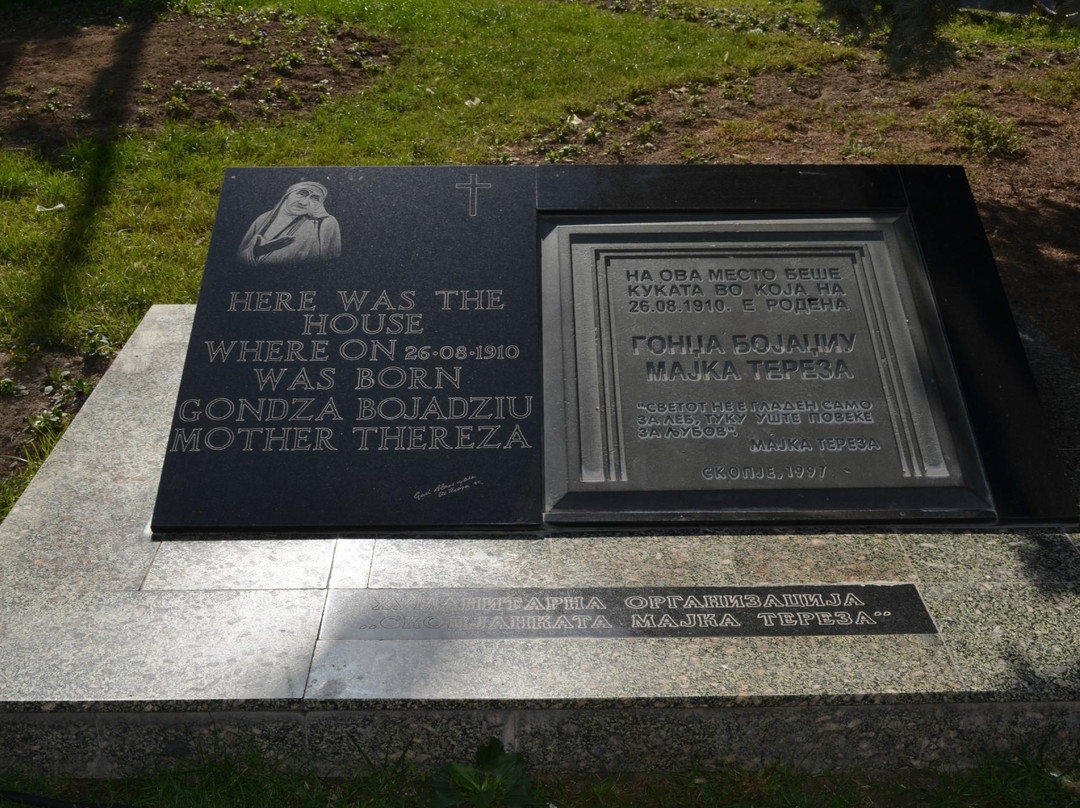 HERE WAS THE
HOUSE
WHERE ON 26-08-1910
WAS BORN
GONDZA BOJADZIU
MOTHER THEREZA
НА ОВА МЕСТО БЕШЕ
КУКАТА ВО КОЈА НА
26.08.1910. Е РОДЕНА
ГОНЏА БОЈАЏИУ
МАЈКА ТЕРЕЗА
"СВЕТОТ НЕ Е ГЛАДЕН САМО
ЗА ЛЕБ, ТУКУ УШТЕ ПОВЕКЕ
ЗА ЉУБОВ".
МАЈКА ТЕРЕЗА
СКОПЈЕ, 1997
ХУМАНИТАРНА ОРГАНИЗАЦИЈА
„СКОПЈАНКАТА МАЈКА ТЕРЕЗА"